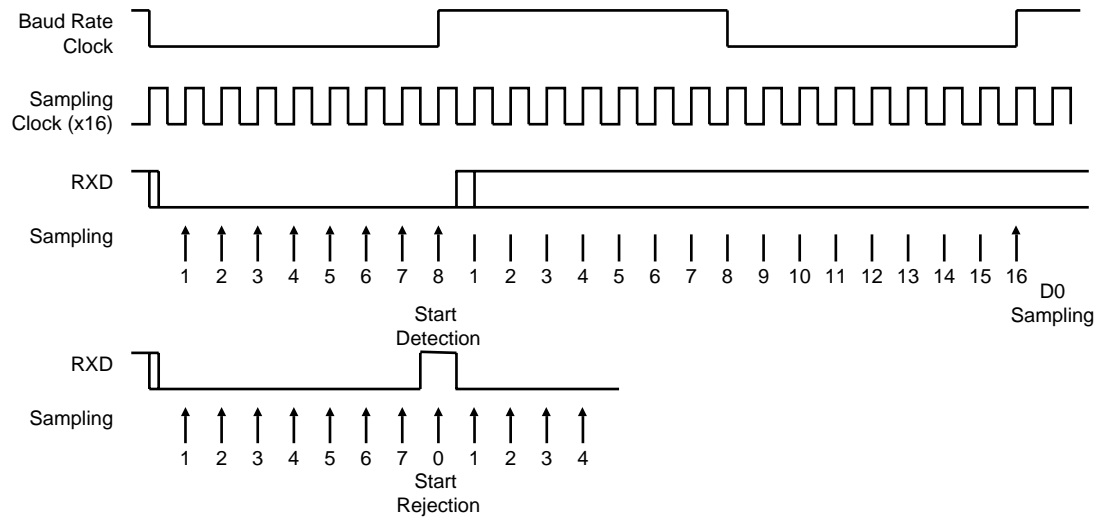 Baud Rate
Clock
Sampling
Clock (x16)
RXD
Sampling
1 2 3 4 5 6 7 8 1 2 3 4 5 6 7 8 9 10 11 12 13 14 15 16
D0
Sampling
Start
Detection
RXD
Sampling
1 2 3 4 5 6 7 0 1 2 3 4
Start
Rejection